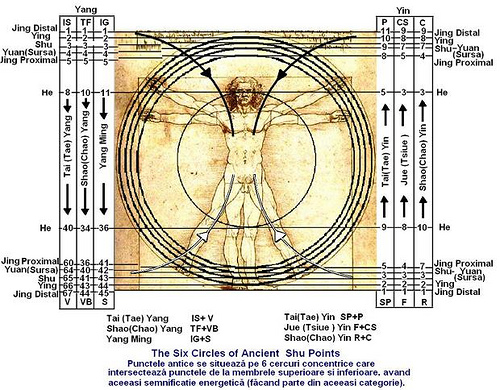 Yang Yin
IS TF IG P CS C
Jing Distal 1 1 1 11 9 9 Jing Distal
Ying 2 2 2 10 8 8 Ying
Shu 3 3 3 9 7 7 Shu-Yuan
Yuan(Sursa) 4 4 4 (Sursa)
Jing Proximal 5 6 5 8 5 4 Jing Proximal
He 8 10 11 5 3 3 He
Tai (Tae) Yang
Shao(Chao) Yang
Yang Ming
Tai(Tae) Yin
Jue (Tsiue )
Shao(Chao) Yin
He 40 34 36 9 8 10 He
Jing Proximal 60 36 41 5 4 7 Jing Proximal
Yuan(Sursa) 64 40 42 3 3 3 Shu- Yuan
Shu 65 41 43 (Sursa)
Ying 66 43 44 2 2 2 Ying
Jing Distal 67 44 45 1 1 1 Jing Distal
V VB S SP F R
Tai (Tae) Yang IS+ V Tai(Tae) Yin SP+P
Shao(Chao) Yang TF+VB Jue (Tsiue ) Yin F+CS
Yang Ming IG+S Shao(Chao) Yin R+C
The Six Circles of Ancient Shu Points
Punctele antice se situează pe 6 cercuri concentrice care
intersectează punctele de la membrele superioare si inferioare, avand
aceeasi semnificatie energetică (făcand parte din aceeasi categorie).